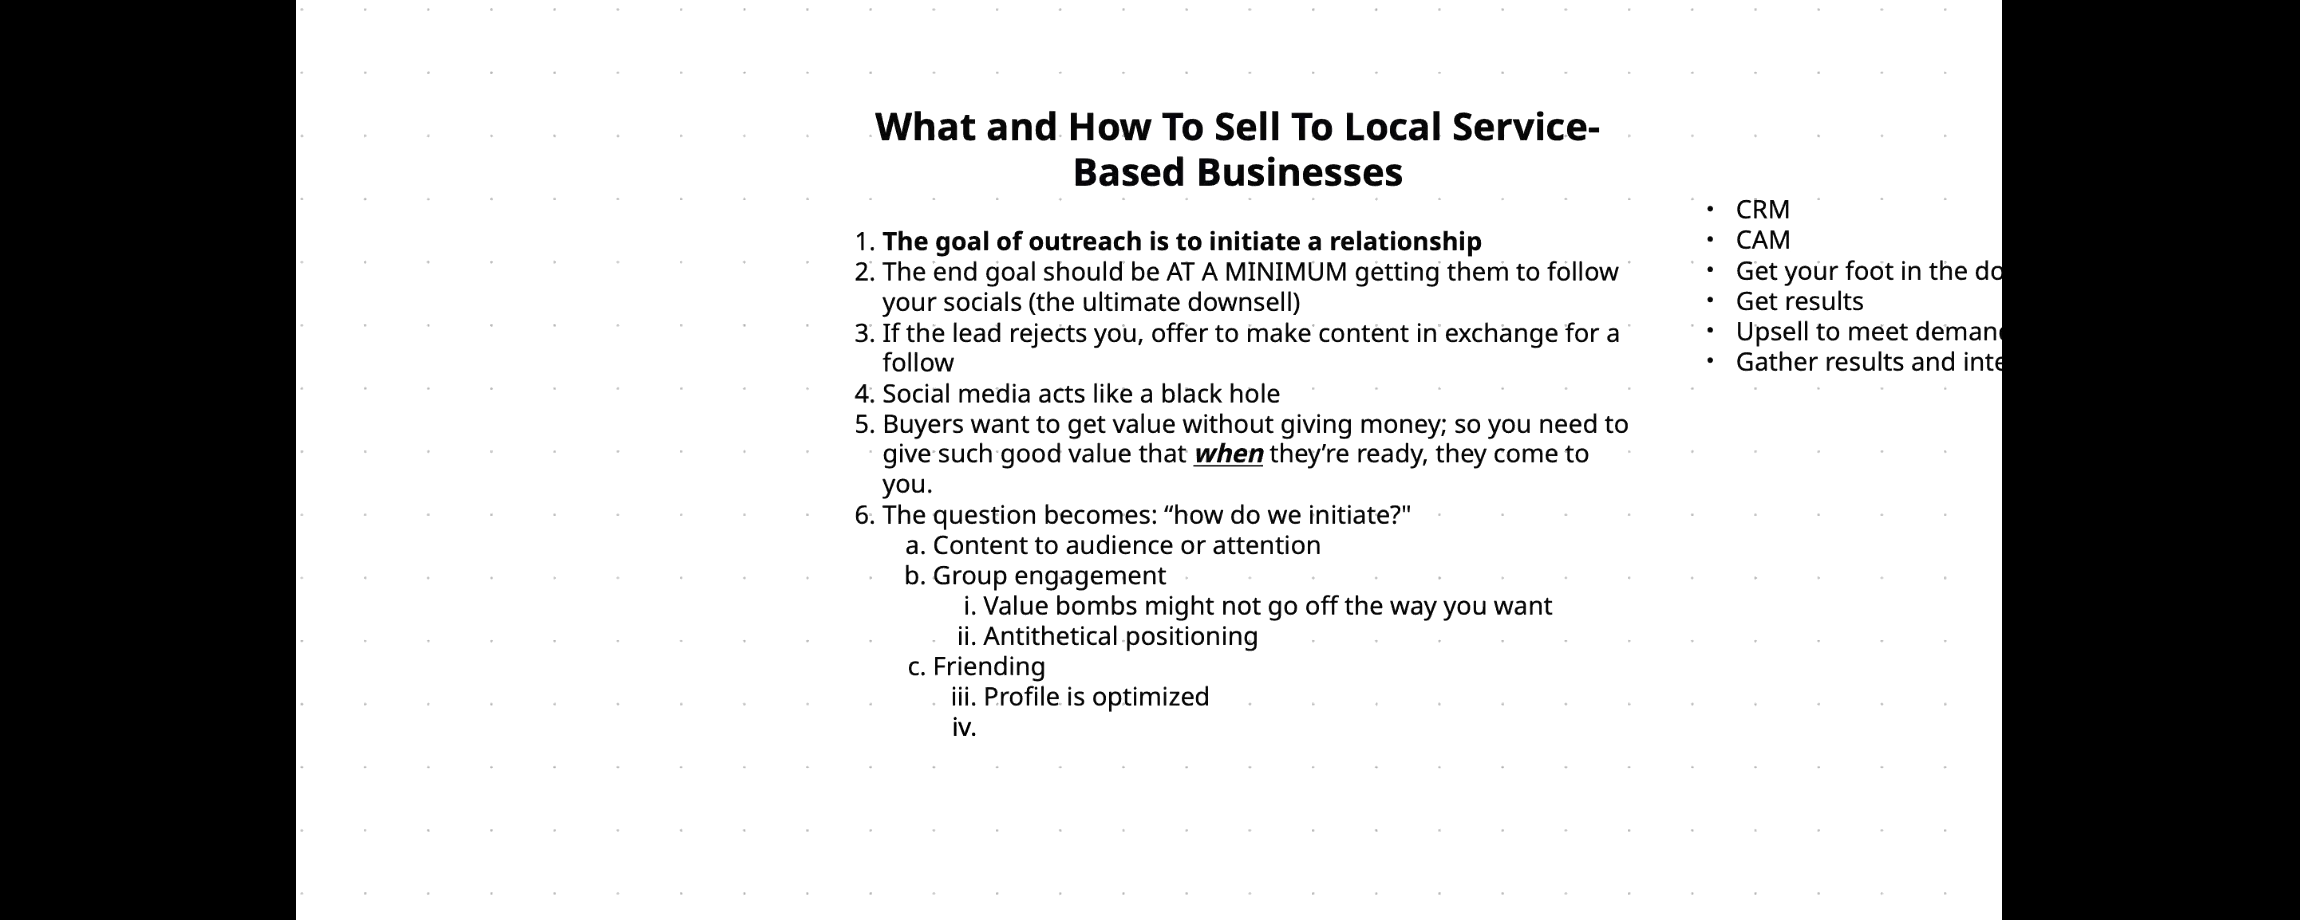 What and How To Sell To Local Service-
Based Businesses
1. The goal of outreach is to initiate a relationship
2. The end goal should be AT A MINIMUM getting them to follow
your socials (the ultimate downsell)
3. If the lead rejects you, offer to make content in exchange for a
follow
4. Social media acts like a black hole
5. Buyers want to get value without giving money; so you need to
give such good value that when they’re ready, they come to
you.
6. The question becomes: “how do we initiate?"
a. Content to audience or attention
b. Group engagement
i. Value bombs might not go off the way you want
ii. Antithetical positioning
c. Friending
iii. Profile is optimized
iv.
• CRM
• CAM
• Get your foot in the
• Get results
• Upsell to meet
• Gather results and